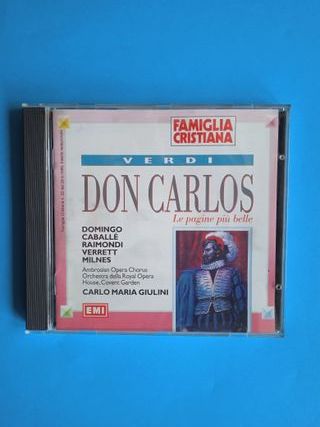 FAMIGLIA
CRISTIANA
VERDI
DON CARLOS
Le pagine più belle
DOMINGO
CABALLÈ
RAIMONDI
VERRETT
MILNES
Ambrosian Opera Chorus
Orchestra della Royal Opera
House, Covent Garden
CARLO MARIA GIULINI
EMI